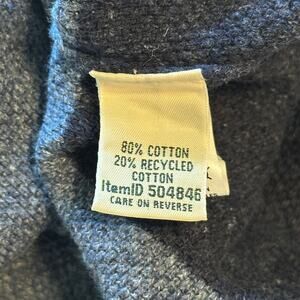 80% COTTON
20% RECYCLED
COTTON
ItemID 504846
CARE ON REVERSE